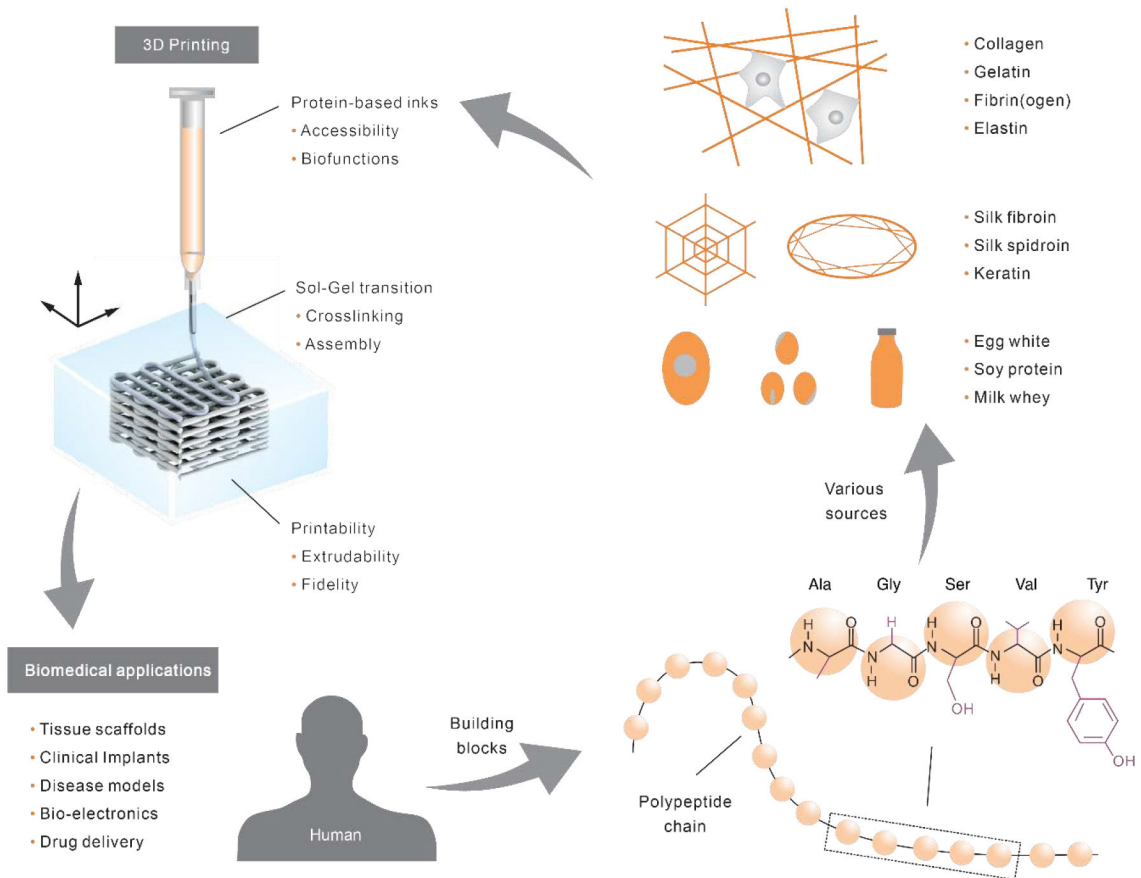 3D Printing
Protein-based inks
• Accessibility
• Biofunctions
Sol-Gel transition
• Crosslinking
• Assembly
Printability
• Extrudability
• Fidelity
• Collagen
• Gelatin
• Fibrin(ogen)
• Elastin
• Silk fibroin
• Silk spidroin
• Keratin
• Egg white
• Soy protein
• Milk whey
Various
sources
Ala Gly Ser Val Tyr
H
N
O
H
N
H
O
H
N
O
OH
N
H
O
H
N
O
OH
Biomedical applications
• Tissue scaffolds
• Clinical Implants
• Disease models
• Bio-electronics
• Drug delivery
Human
Building
blocks
Polypeptide
chain